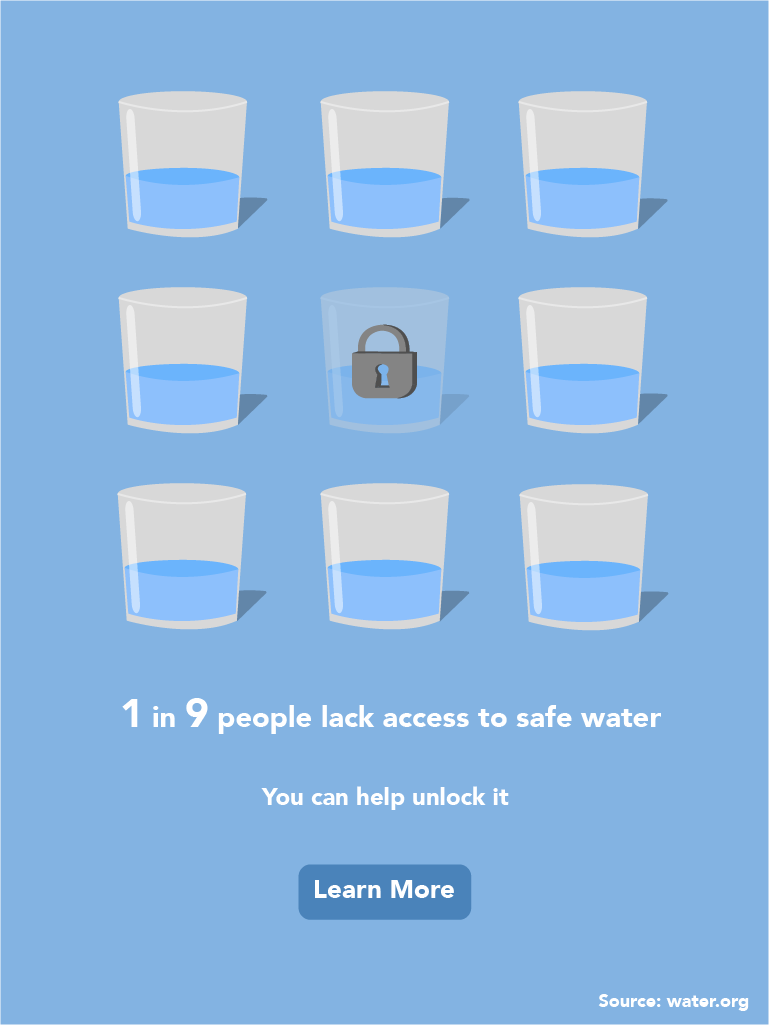 1 in 9 people lack access to safe water
You can help unlock it
Learn More
Source: water.org